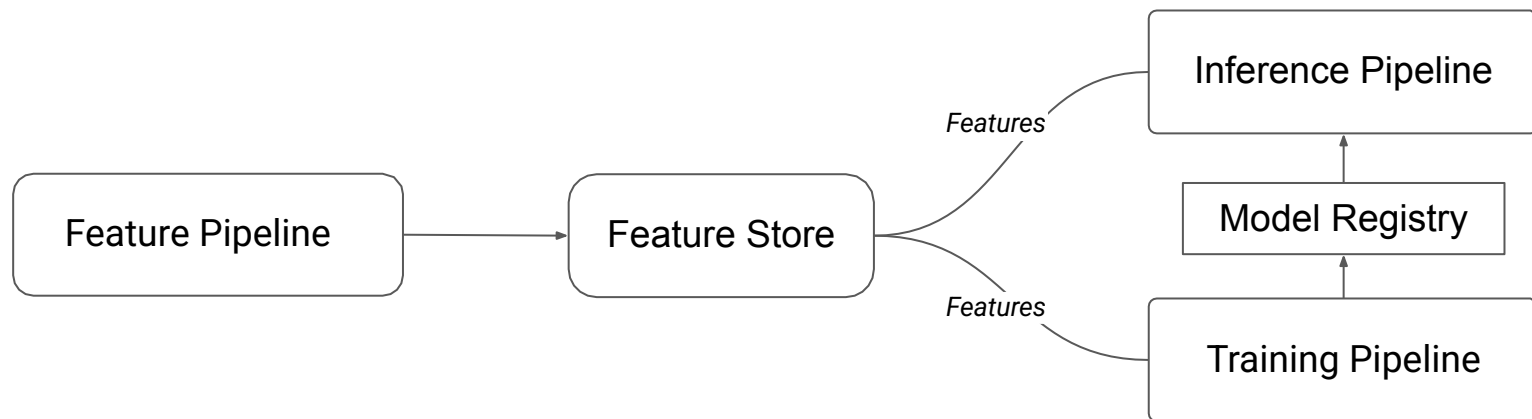 Inference Pipeline
Features
Model Registry
Feature Pipeline
Feature Store
Features
Training Pipeline